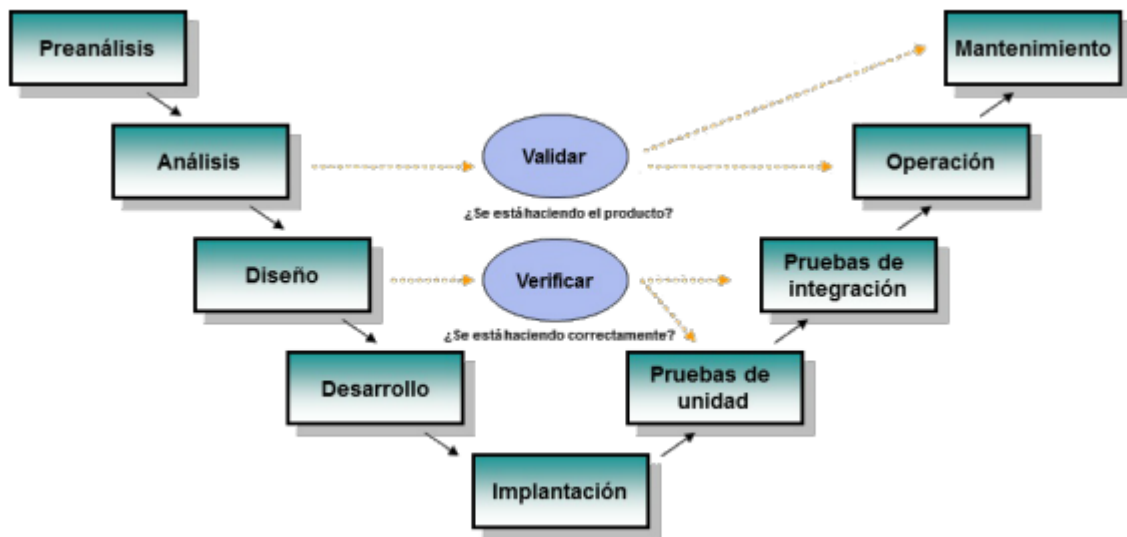 Preanálisis
Mantenimiento
Análisis
Validar
Operación
¿Se está haciendo el producto?
Diseño
Verificar
Pruebas de
integración
¿Se está haciendo correctamente?
Desarrollo
Pruebas de
unidad
Implantación